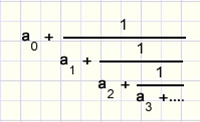 a₀ + 1
1
a₁ +
1
a₂ +
a₃ +....